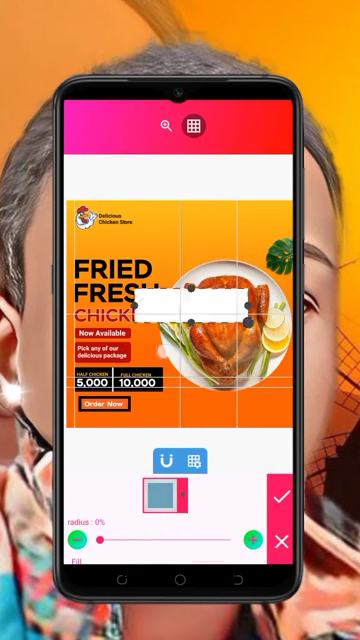 Delicious
Chicken Store
FRIED
FRESH
CHICK
Now Available
Pick any of our
delicious package
HALF CHICKEN
5,000
FULL CHICKEN
10,000
Order Now
radius : 0%
Fill